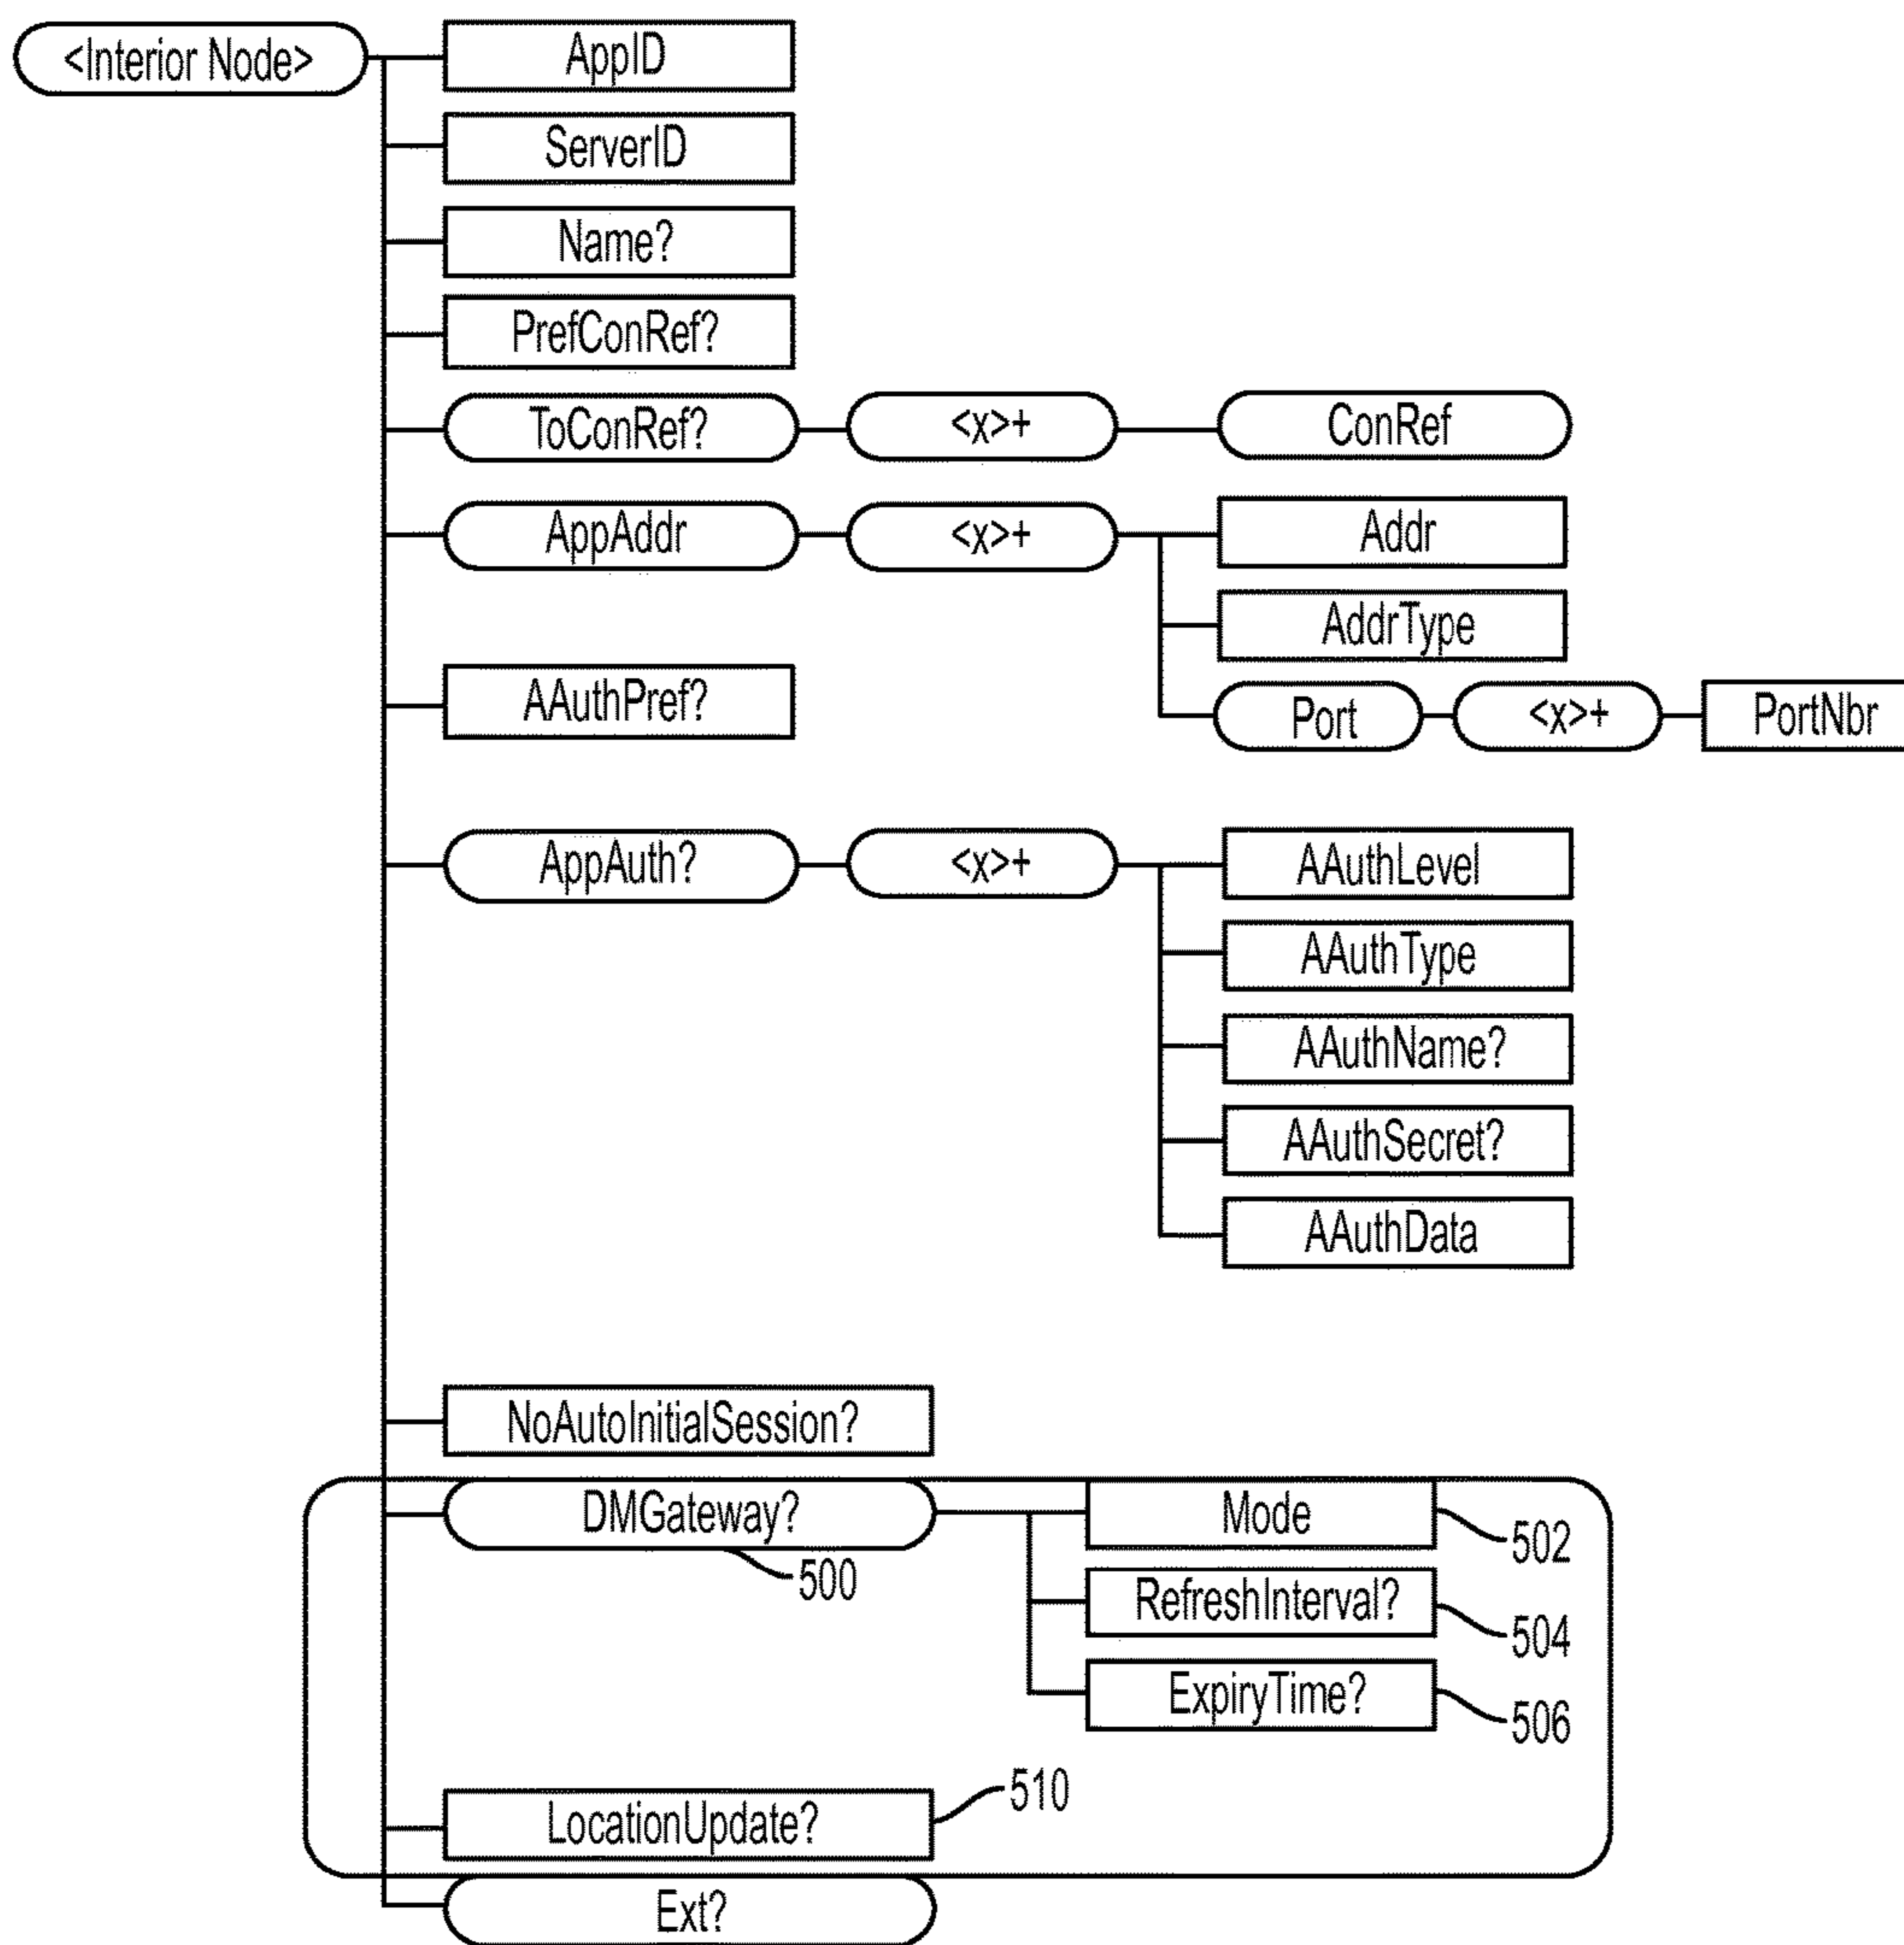 <Interior Node>
AppID
ServerID
Name?
PrefConRef?
ToConRef?
<x>+
ConRef
AppAddr
<x>+
Addr
AddrType
Port
<x>+
PortNbr
AAuthPref?
AppAuth?
<x>+
AAuthLevel
AAuthType
AAuthName?
AAuthSecret?
AAuthData
NoAutoInitialSession?
DMGateway?
500
Mode
502
RefreshInterval?
504
ExpiryTime?
506
LocationUpdate?
510
Ext?